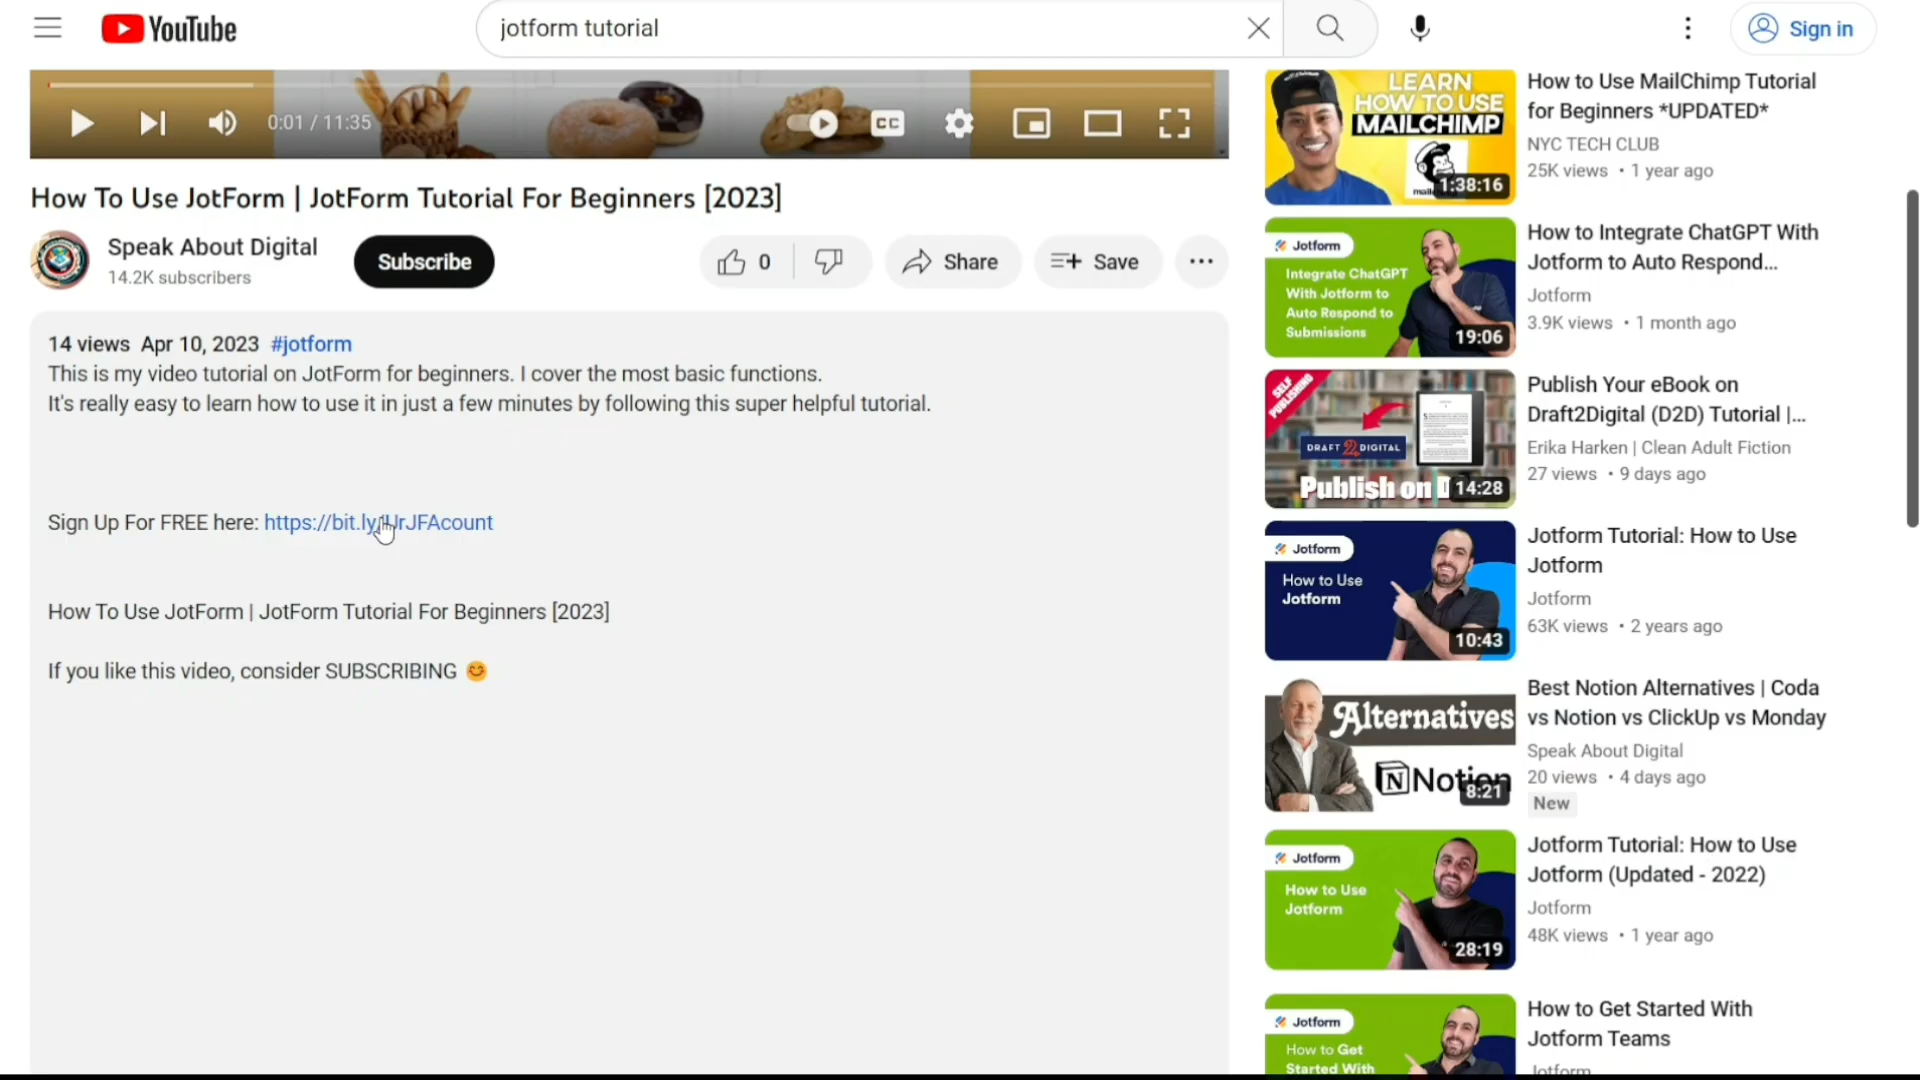 YouTube
jotform tutorial
Sign in
0:01 / 11:35
CC
How To Use JotForm | JotForm Tutorial For Beginners [2023]
Speak About Digital
14.2K subscribers
Subscribe
0
Share
Save
14 views Apr 10, 2023 #jotform
This is my video tutorial on JotForm for beginners. I cover the most basic functions.
It's really easy to learn how to use it in just a few minutes by following this super helpful tutorial.
Sign Up For FREE here: https://bit.ly/UrJFAcount
How To Use JotForm | JotForm Tutorial For Beginners [2023]
If you like this video, consider SUBSCRIBING 😊
LEARN
HOW TO USE
MAILCHIMP
1:38:16
How to Use MailChimp Tutorial
for Beginners *UPDATED*
NYC TECH CLUB
25K views • 1 year ago
Jotform
Integrate ChatGPT
With Jotform to
Auto Respond to
Submissions
19:06
How to Integrate ChatGPT With
Jotform to Auto Respond...
Jotform
3.9K views • 1 month ago
SELF
PUBLISHING
DRAFT 2 DIGITAL
Publish on D
14:28
Publish Your eBook on
Draft2Digital (D2D) Tutorial |...
Erika Harken | Clean Adult Fiction
27 views • 9 days ago
Jotform
How to Use
Jotform
10:43
Jotform Tutorial: How to Use
Jotform
Jotform
63K views • 2 years ago
Alternatives
Notion
8:21
Best Notion Alternatives | Coda
vs Notion vs ClickUp vs Monday
Speak About Digital
20 views • 4 days ago
New
Jotform
How to Use
Jotform
28:19
Jotform Tutorial: How to Use
Jotform (Updated - 2022)
Jotform
48K views • 1 year ago
Jotform
How to Get
Started With
How to Get Started With
Jotform Teams
Jotform